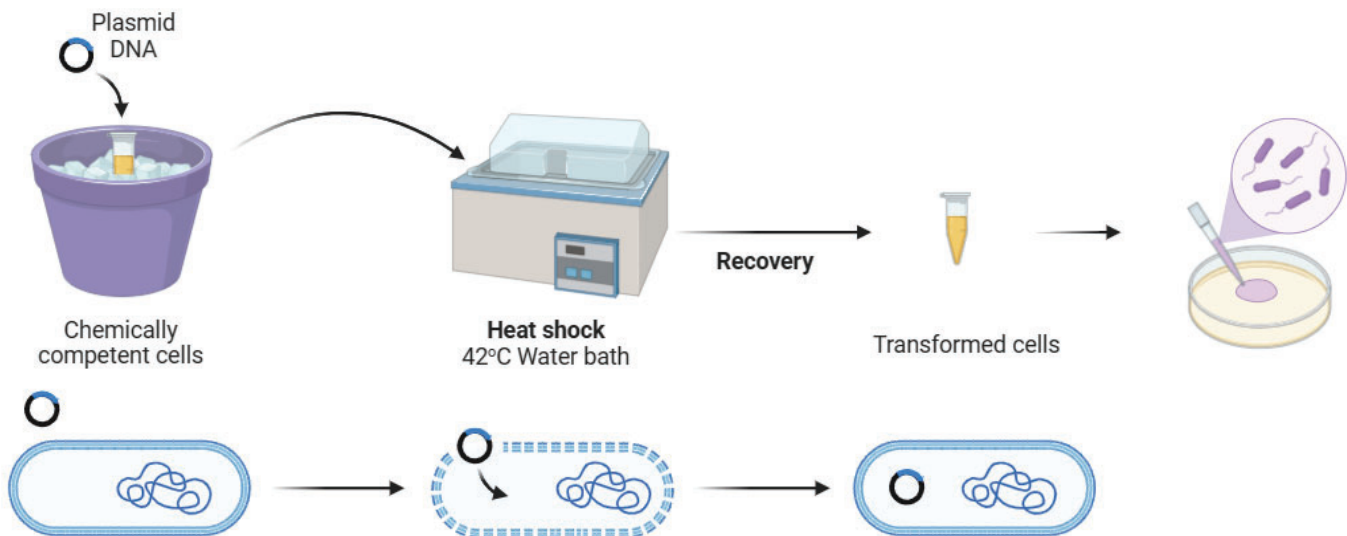 Plasmid
DNA
Chemically
competent cells
Heat shock
42°C Water bath
Recovery
Transformed cells